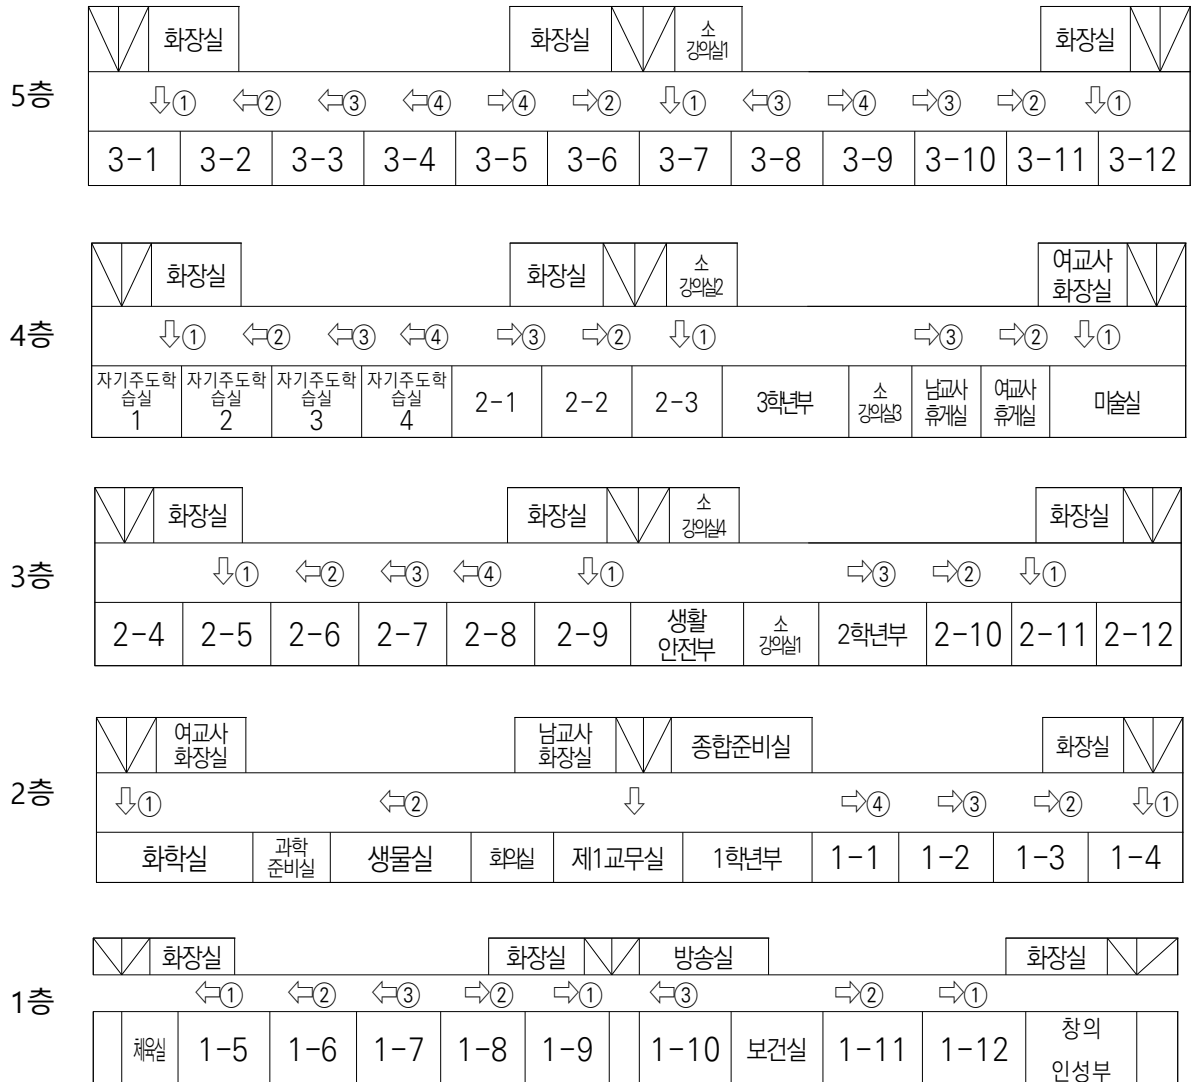 화장실 화장실 소 화장실
강의실1
5층
⇩① ⇦② ⇦③ ⇦④ ⇨④ ⇨② ⇩① ⇦③ ⇨④ ⇨③ ⇨② ⇩①
3-1 3-2 3-3 3-4 3-5 3-6 3-7 3-8 3-9 3-10 3-11 3-12
화장실 화장실 소 여교사
강의실2 화장실
4층
⇩① ⇦② ⇦③ ⇦④ ⇨③ ⇨② ⇩① ⇨③ ⇨② ⇩①
자기주도학 자기주도학 자기주도학 자기주도학
습실 습실 습실 습실 2-1 2-2 2-3 3학년부 소 남교사 여교사 미술실
1 2 3 4 강의실3 휴게실 휴게실
화장실 화장실 소 화장실
강의실4
3층
⇩① ⇦② ⇦③ ⇦④ ⇩① ⇨③ ⇨② ⇩①
2-4 2-5 2-6 2-7 2-8 2-9 생활 소 2학년부 2-10 2-11 2-12
안전부 강의실1
여교사 남교사 종합준비실 화장실
화장실 화장실
2층
⇩① ⇦② ⇩ ⇨④ ⇨③ ⇨② ⇩①
화학실 과학 생물실 회의실 제1교무실 1학년부 1-1 1-2 1-3 1-4
준비실
화장실 화장실 방송실 화장실
1층
⇦① ⇦② ⇦③ ⇨② ⇨① ⇦③ ⇨② ⇨①
체육실 1-5 1-6 1-7 1-8 1-9 1-10 보건실 1-11 1-12 창의
인성부